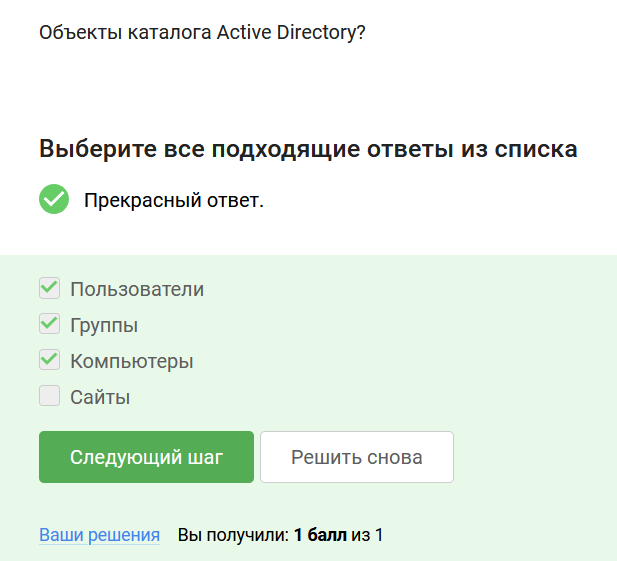 Объекты каталога Active Directory?
Выберите все подходящие ответы из списка
Прекрасный ответ.
Пользователи
Группы
Компьютеры
Сайты
Следующий шаг Решить снова
Ваши решения Вы получили: 1 балл из 1